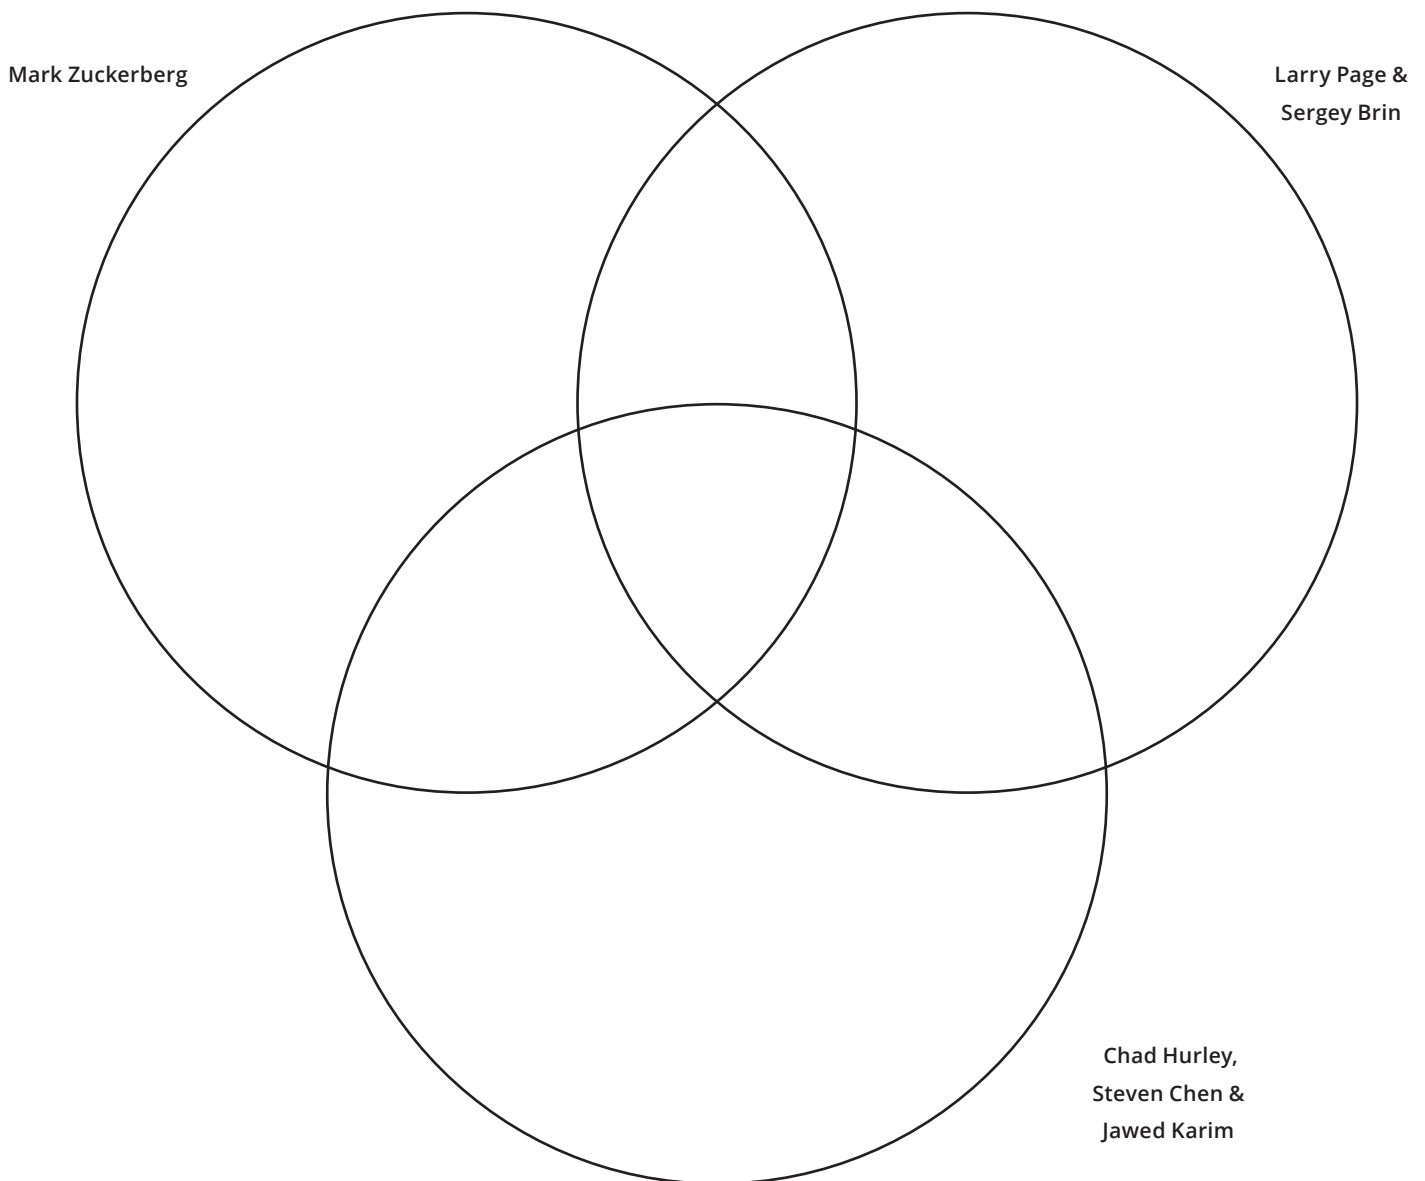 Mark Zuckerberg
Larry Page &
Sergey Brin
Chad Hurley,
Steven Chen &
Jawed Karim